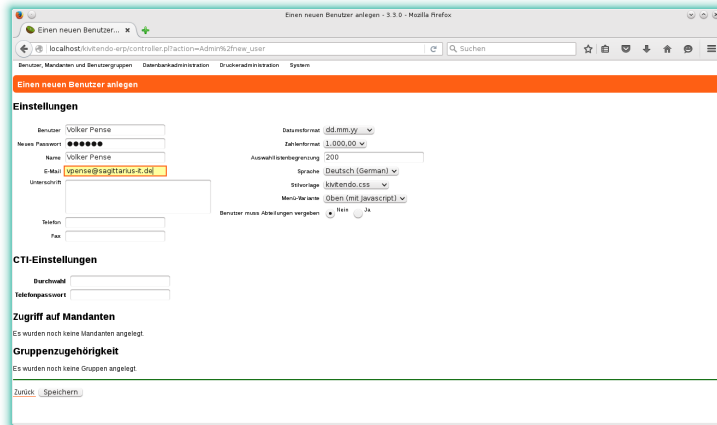 Einen neuen Benutzer anlegen - 3.3.0 - Mozilla Firefox
Einen neuen Benutzer...
localhost/kivitendo-erp/controller.pl?action=Admin%2fnew_user
Suchen
Benutzer, Mandanten und Benutzergruppen Datenbankadministration Druckeradministration System
Einen neuen Benutzer anlegen
Einstellungen
Benutzer Volker Pense
Neues Passwort ●●●●●●
Name Volker Pense
E-Mail vpense@sagittarius-it.de
Unterschrift
Telefon
Fax
Datumsformat dd.mm.yy
Zahlenformat 1.000,00
Auswahllistenbegrenzung 200
Sprache Deutsch (German)
Stilvorlage kivitendo.css
Menü-Variante Oben (mit Javascript)
Benutzer muss Abteilungen vergeben Nein Ja
CTI-Einstellungen
Durchwahl
Telefonpasswort
Zugriff auf Mandanten
Es wurden noch keine Mandanten angelegt.
Gruppenzugehörigkeit
Es wurden noch keine Gruppen angelegt.
Zurück Speichern